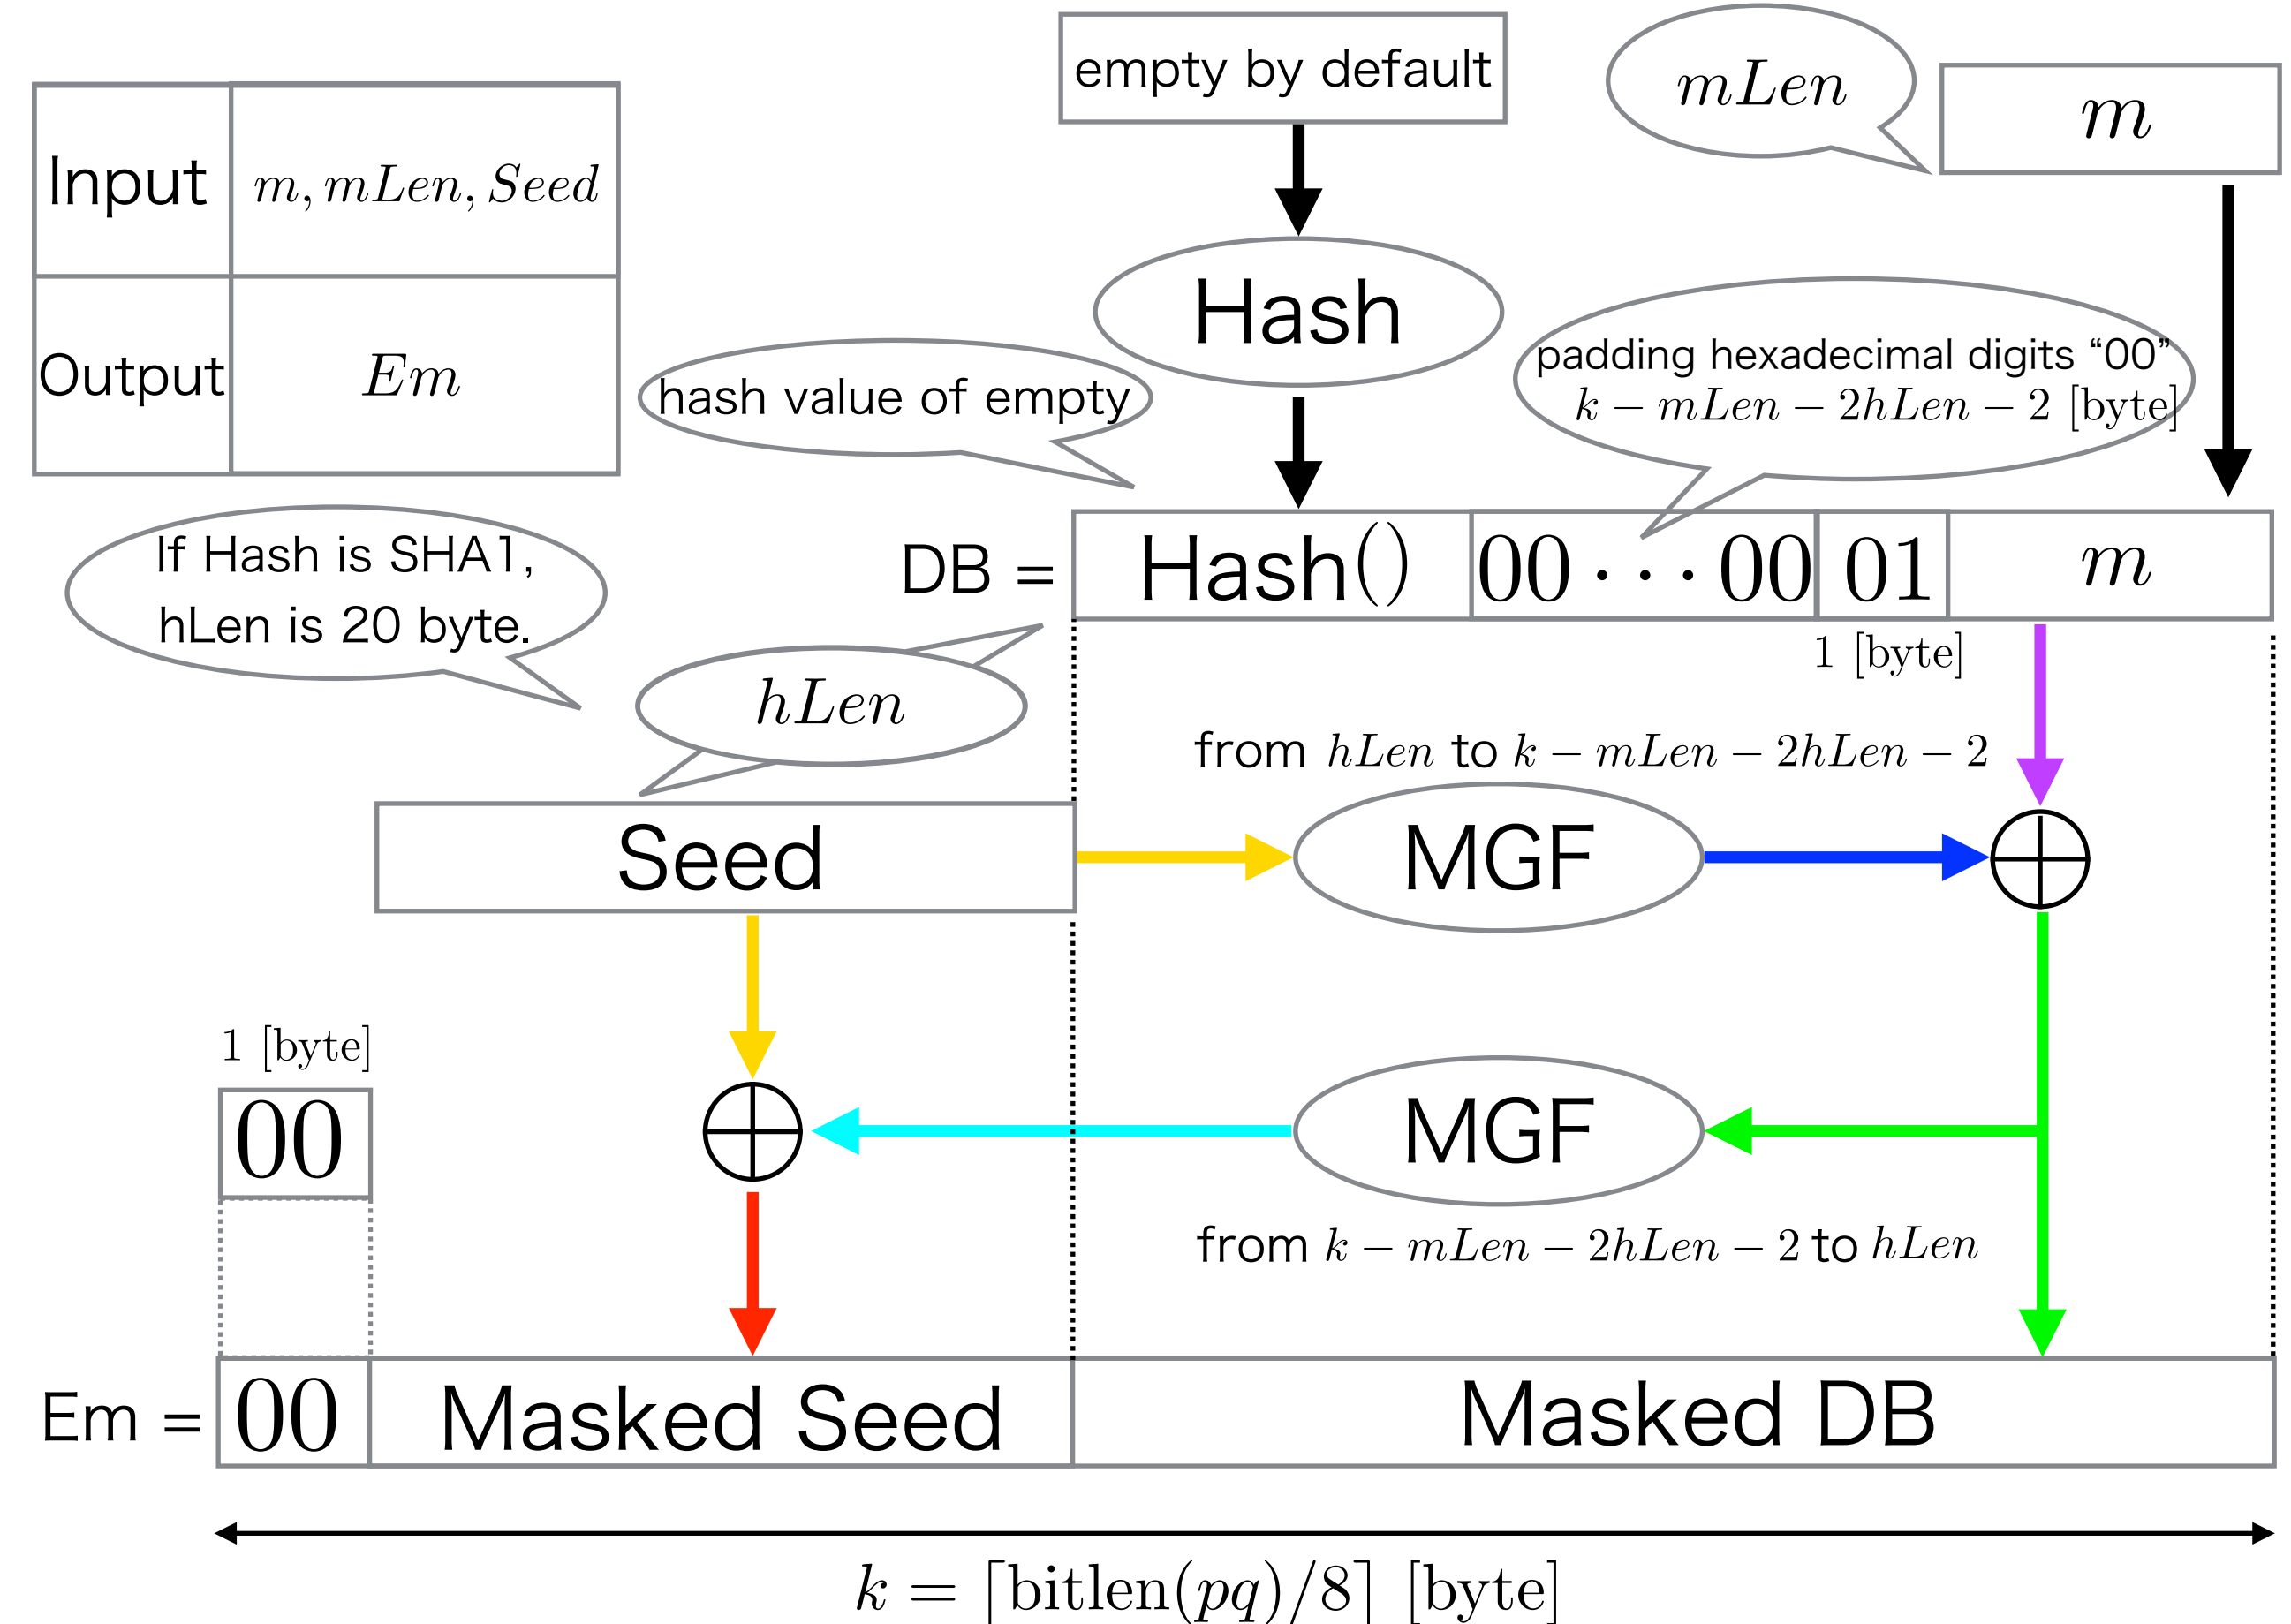 empty by default
mLen
m
Input
m, mLen, Seed
Output
Em
Hash
hash value of empty
padding hexadecimal digits “00”
k − mLen − 2hLen − 2 [byte]
If Hash is SHA1,
hLen is 20 byte.
DB =
Hash()
00 ··· 00
01
m
1 [byte]
hLen
from hLen to k − mLen − 2hLen − 2
Seed
MGF
1 [byte]
00
MGF
from k − mLen − 2hLen − 2 to hLen
Em =
00
Masked Seed
Masked DB
k = ⌈bitlen(pq)/8⌉ [byte]